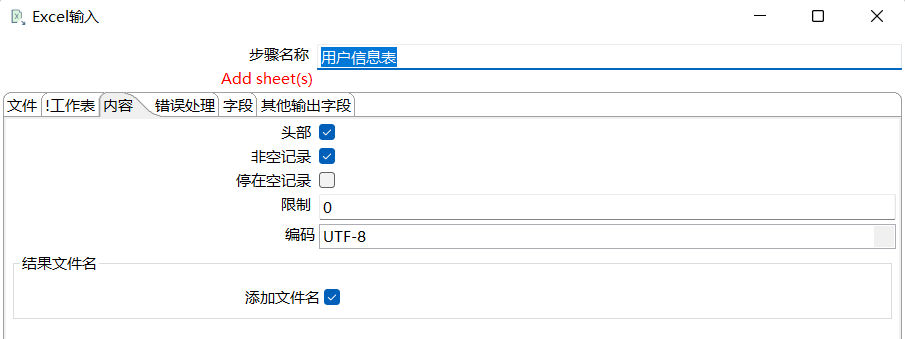 Excel输入
步骤名称 用户信息表
Add sheet(s)
文件 !工作表 内容 错误处理 字段 其他输出字段
头部
非空记录
停在空记录
限制 0
编码 UTF-8
结果文件名
添加文件名